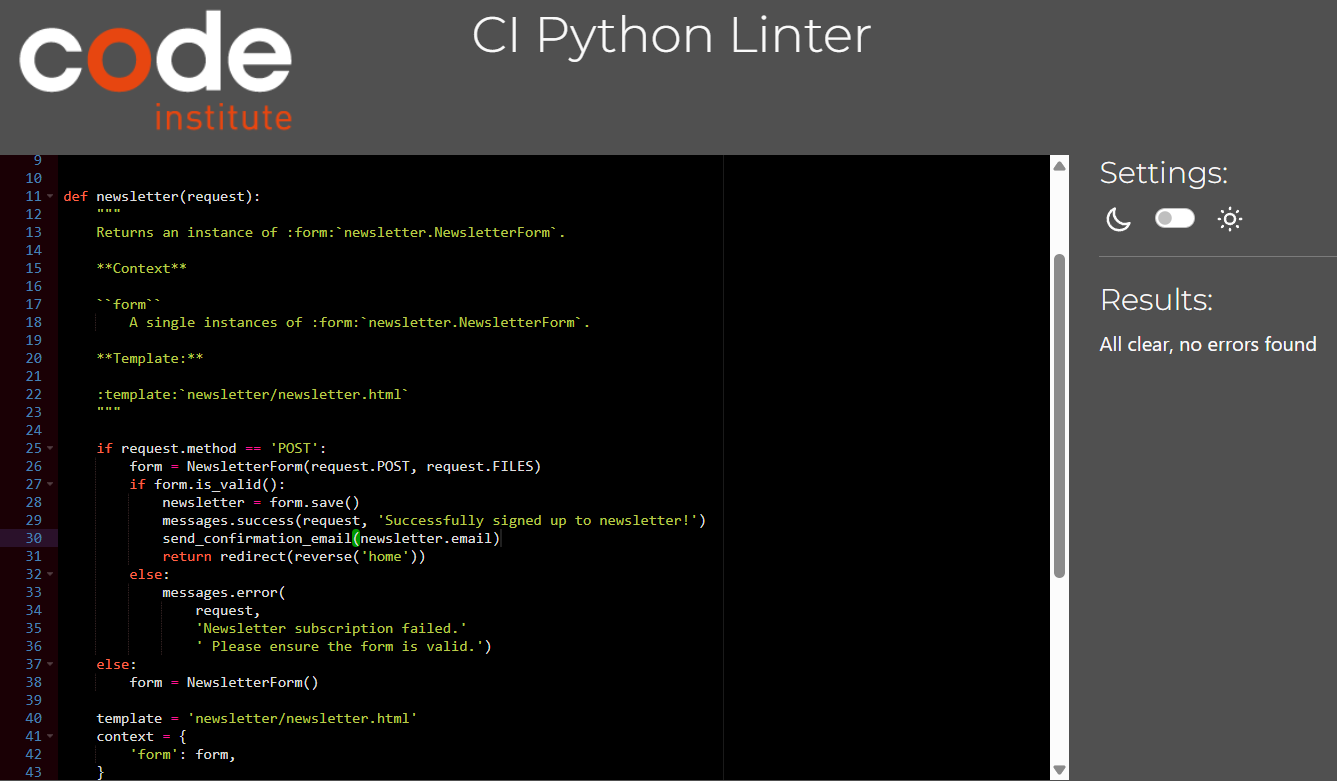 code
institute
CI Python Linter
9
10
11 def newsletter(request):
12     """
13     Returns an instance of :form:`newsletter.NewsletterForm`.
14
15     **Context**
16
17     ``form``
18         A single instances of :form:`newsletter.NewsletterForm`.
19
20     **Template:**
21
22     :template:`newsletter/newsletter.html`
23     """
24
25     if request.method == 'POST':
26         form = NewsletterForm(request.POST, request.FILES)
27         if form.is_valid():
28             newsletter = form.save()
29             messages.success(request, 'Successfully signed up to newsletter!')
30             send_confirmation_email(newsletter.email)
31             return redirect(reverse('home'))
32         else:
33             messages.error(
34                 request,
35                 'Newsletter subscription failed.'
36                 ' Please ensure the form is valid.')
37     else:
38         form = NewsletterForm()
39
40     template = 'newsletter/newsletter.html'
41     context = {
42         'form': form,
43     }
Settings:
Results:
All clear, no errors found